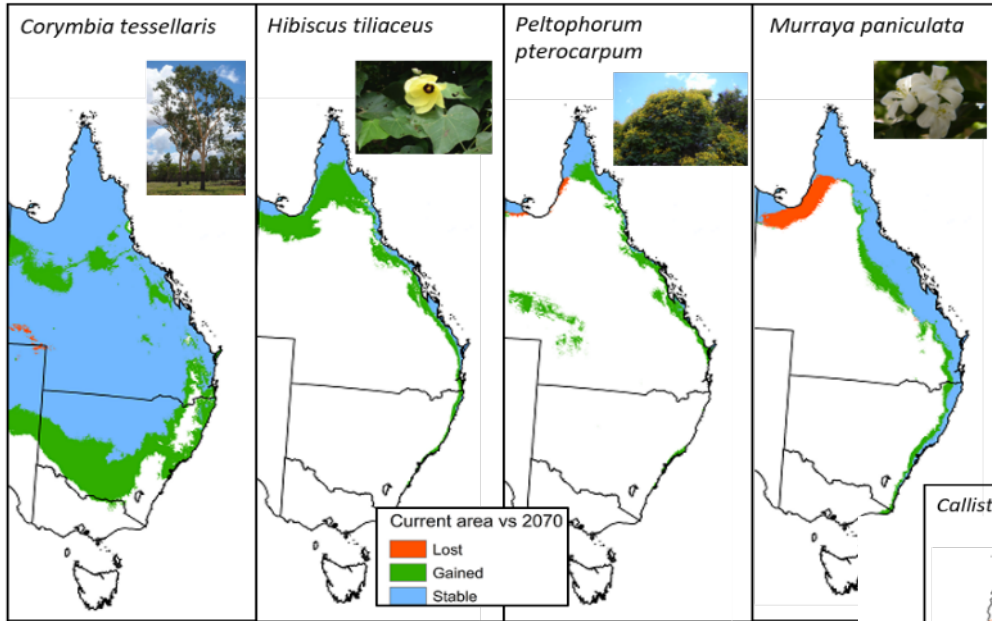 Corymbia tessellaris
Hibiscus tiliaceus
Peltophorum
pterocarpum
Murraya paniculata
Current area vs 2070
Lost
Gained
Stable
Callist